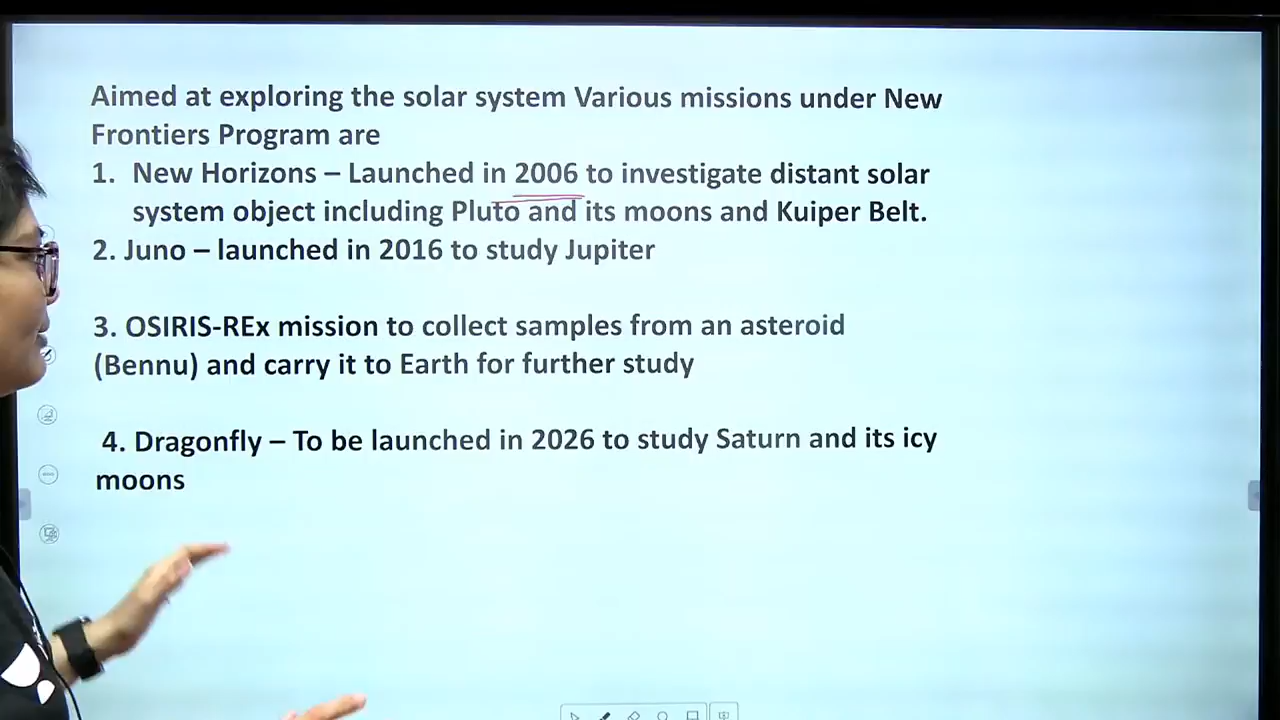 Aimed at exploring the solar system Various missions under New
Frontiers Program are
1. New Horizons – Launched in 2006 to investigate distant solar
system object including Pluto and its moons and Kuiper Belt.
2. Juno – launched in 2016 to study Jupiter
3. OSIRIS-REx mission to collect samples from an asteroid
(Bennu) and carry it to Earth for further study
4. Dragonfly – To be launched in 2026 to study Saturn and its icy
moons